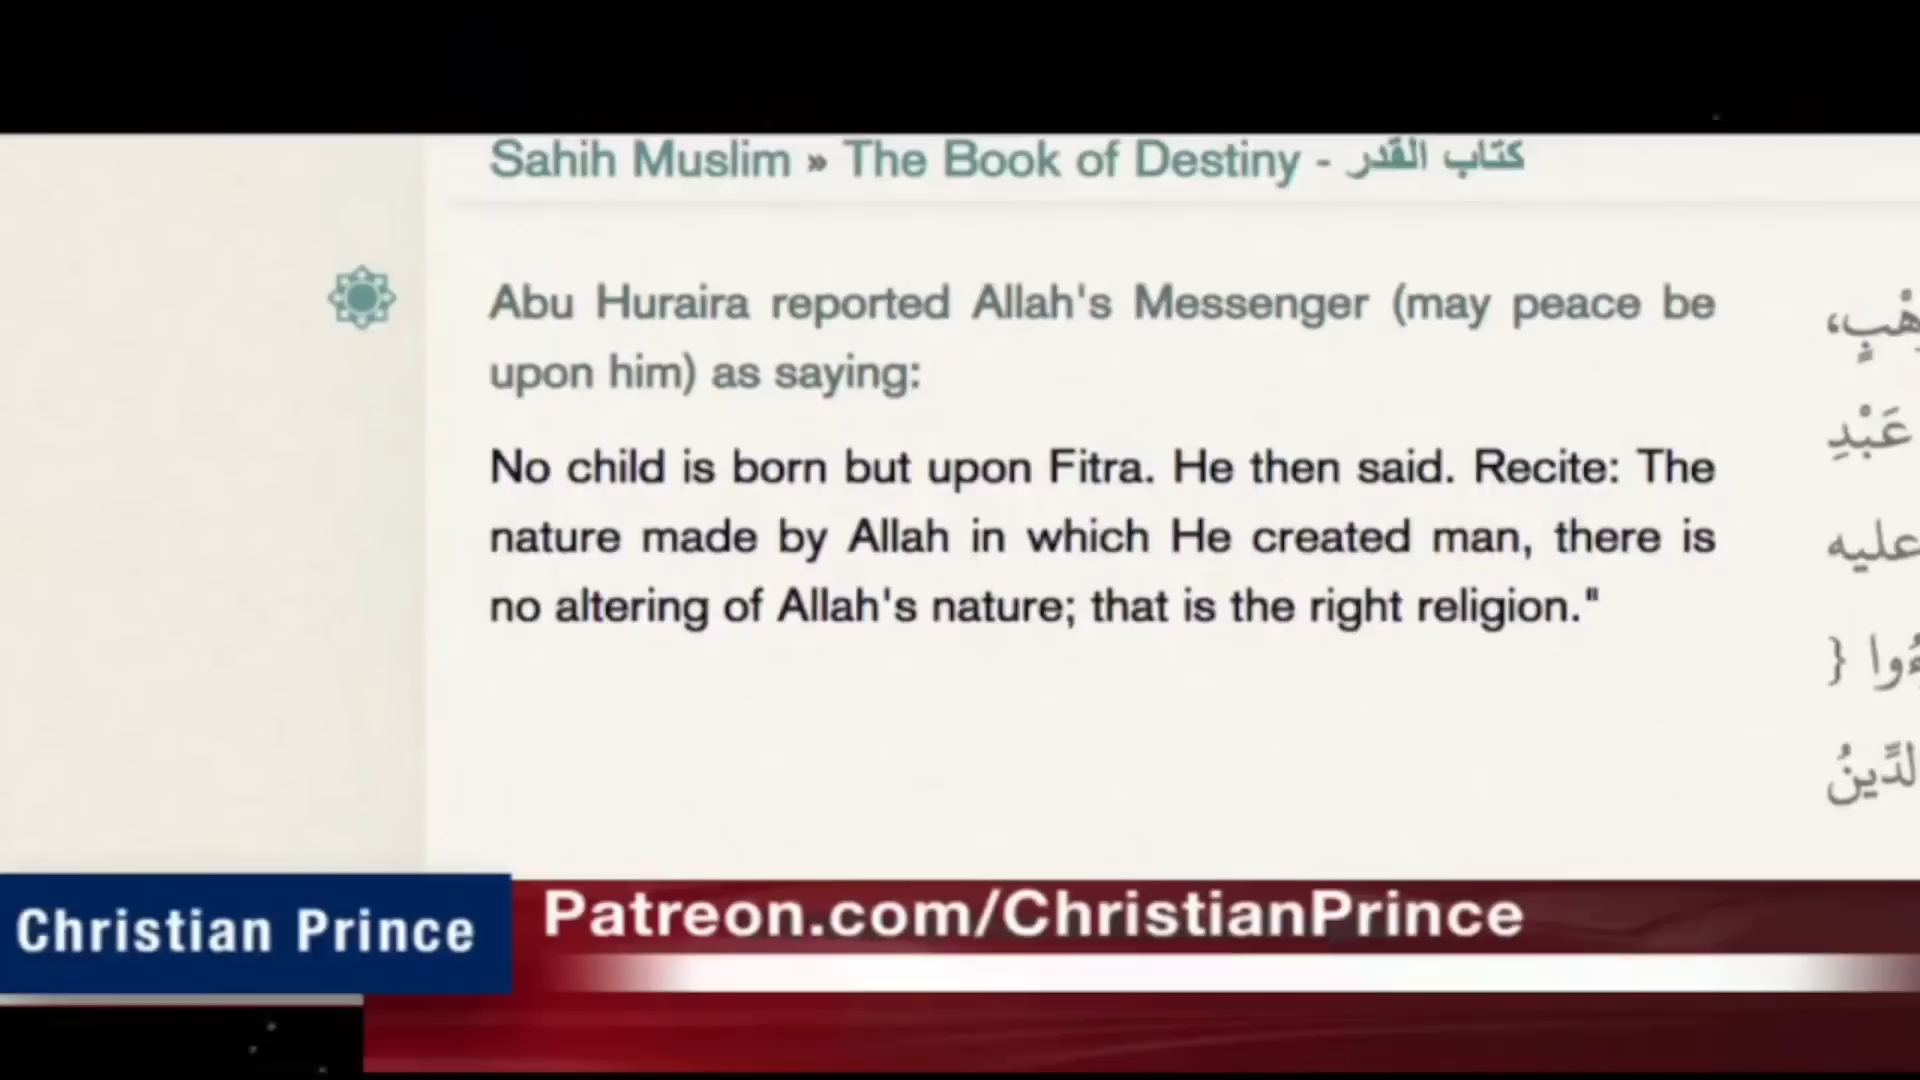 Sahih Muslim » The Book of Destiny - كتاب القدر
Abu Huraira reported Allah's Messenger (may peace be
upon him) as saying:
No child is born but upon Fitra. He then said. Recite: The
nature made by Allah in which He created man, there is
no altering of Allah's nature; that is the right religion."
عَبْدِ
عليه
Christian Prince
Patreon.com/ChristianPrince